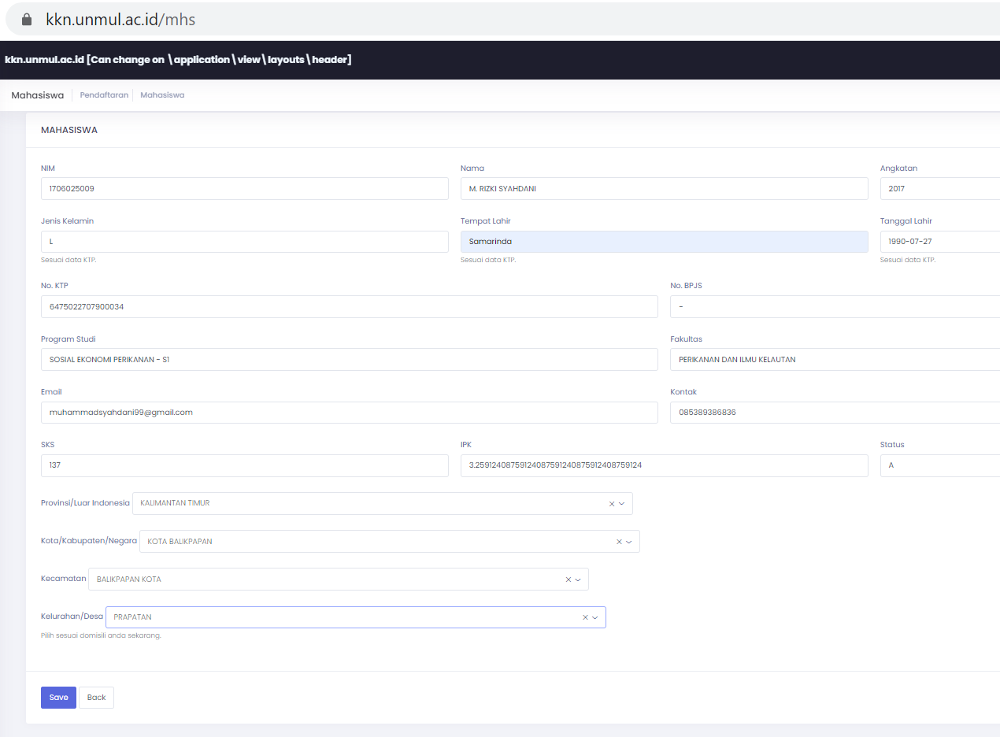 kkn.unmul.ac.id/mhs
kkn.unmul.ac.id [Can change on \application\view\layouts\header]
Mahasiswa Pendaftaran Mahasiswa
MAHASISWA
NIM Nama Angkatan
1706025009 M. RIZKI SYAHDANI 2017
Jenis Kelamin Tempat Lahir Tanggal Lahir
L Samarinda 1990-07-27
Sesuai data KTP. Sesuai data KTP. Sesuai data KTP.
No. KTP No. BPJS
6475022707900034 -
Program Studi Fakultas
SOSIAL EKONOMI PERIKANAN - S1 PERIKANAN DAN ILMU KELAUTAN
Email Kontak
muhammadsyahdani99@gmail.com 085389386836
SKS IPK Status
137 3.25912408759124087591240875912408759124 A
Provinsi/Luar Indonesia KALIMANTAN TIMUR
Kota/Kabupaten/Negara KOTA BALIKPAPAN
Kecamatan BALIKPAPAN KOTA
Kelurahan/Desa PRAPATAN
Pilih sesuai domisili anda sekarang.
Save Back